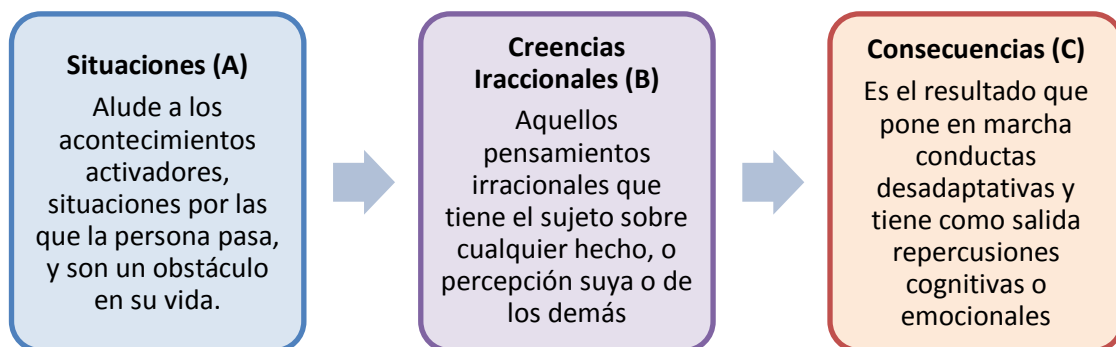 Situaciones (A)
Alude a los
acontecimientos
activadores,
situaciones por las
que la persona pasa,
y son un obstáculo
en su vida.
Creencias
Iraccionales (B)
Aquellos
pensamientos
irracionales que
tiene el sujeto sobre
cualquier hecho, o
percepción suya o de
los demás
Consecuencias (C)
Es el resultado que
pone en marcha
conductas
desadaptativas y
tiene como salida
repercusiones
cognitivas o
emocionales